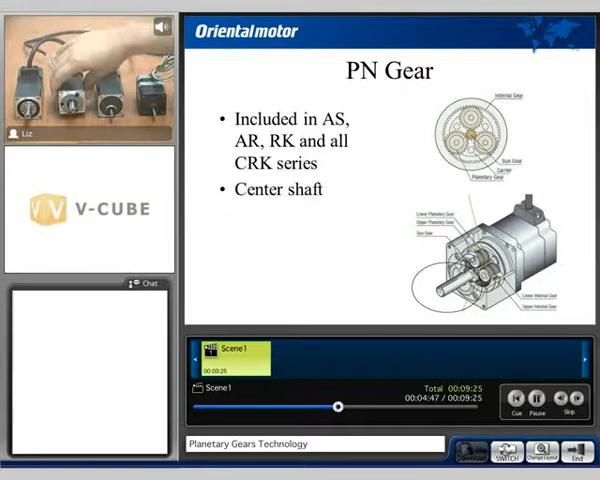 Orientalmotor
PN Gear
• Included in AS,
AR, RK and all
CRK series
• Center shaft
Internal Gear
Sun Gear
Carrier
Planetary Gear
Lower Planetary Gear
Upper Planetary Gear
Sun Gear
Lower Internal Gear
Upper Internal Gear
Liz
V-CUBE
Chat
Scene1
00:09:25
Scene1
Total 00:09:25
00:04:47 / 00:09:25
Cue
Pause
Skip
Planetary Gears Technology
Download
SWITCH
Change Layout
End